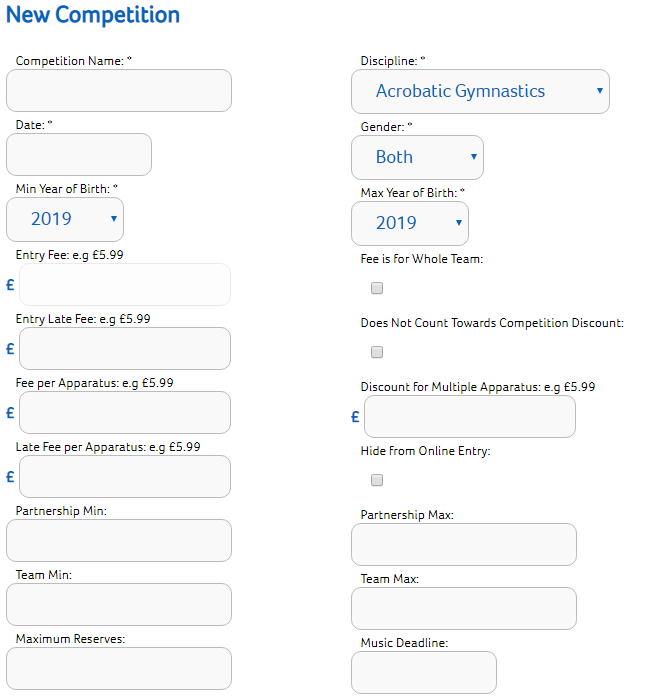 New Competition
Competition Name: *
Discipline: *
Acrobatic Gymnastics
Date: *
Gender: *
Both
Min Year of Birth: *
2019
Max Year of Birth: *
2019
Entry Fee: e.g £5.99
£
Fee is for Whole Team:
Entry Late Fee: e.g £5.99
£
Does Not Count Towards Competition Discount:
Fee per Apparatus: e.g £5.99
£
Discount for Multiple Apparatus: e.g £5.99
£
Late Fee per Apparatus: e.g £5.99
£
Hide from Online Entry:
Partnership Min:
Partnership Max:
Team Min:
Team Max:
Maximum Reserves:
Music Deadline: